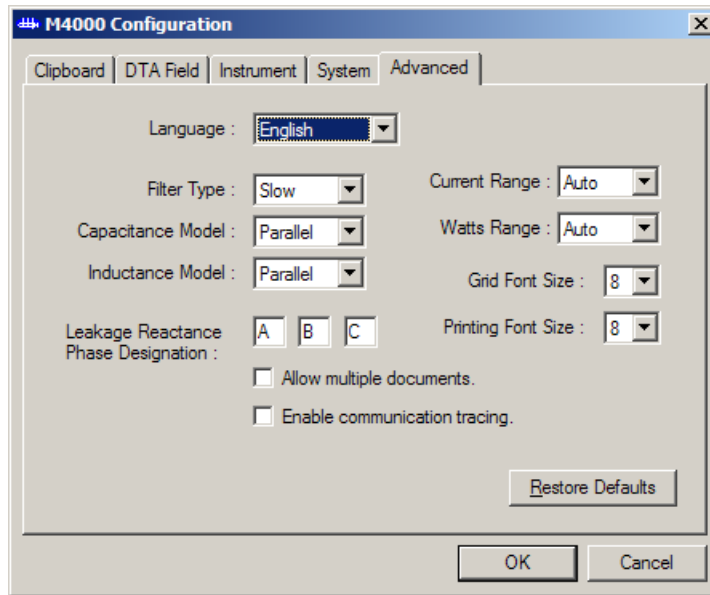 M4000 Configuration
Clipboard DTA Field Instrument System Advanced
Language : English
Filter Type : Slow Current Range : Auto
Capacitance Model : Parallel Watts Range : Auto
Inductance Model : Parallel Grid Font Size : 8
Leakage Reactance A B C Printing Font Size : 8
Phase Designation :
Allow multiple documents.
Enable communication tracing.
Restore Defaults
OK Cancel